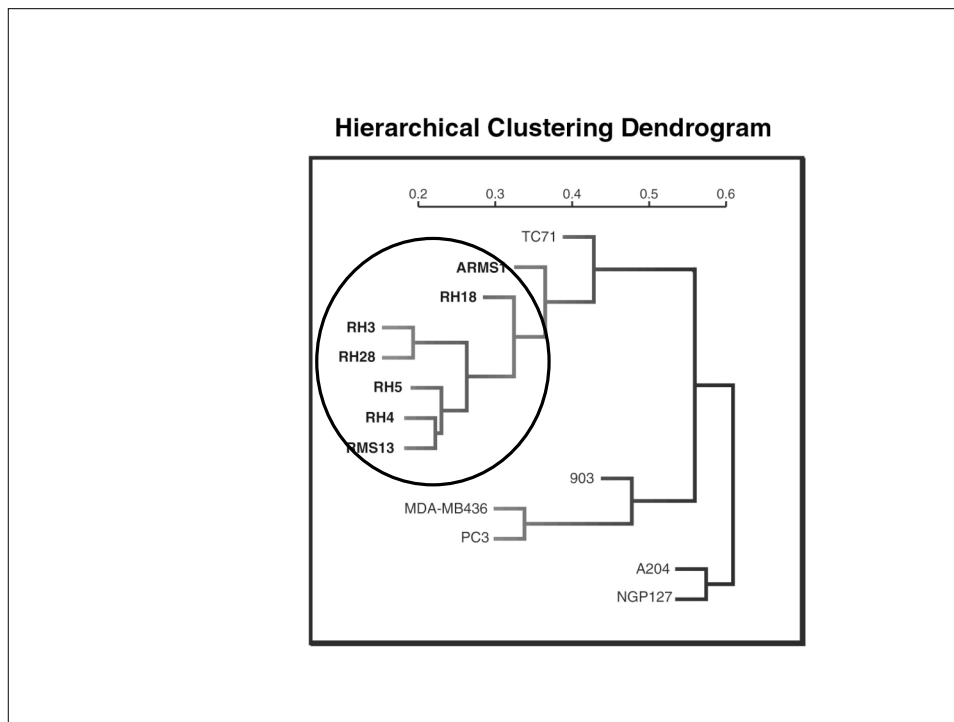 Hierarchical Clustering Dendrogram
0.2 0.3 0.4 0.5 0.6
TC71
ARMS1
RH18
RH3
RH28
RH5
RH4
RMS13
903
MDA-MB436
PC3
A204
NGP127